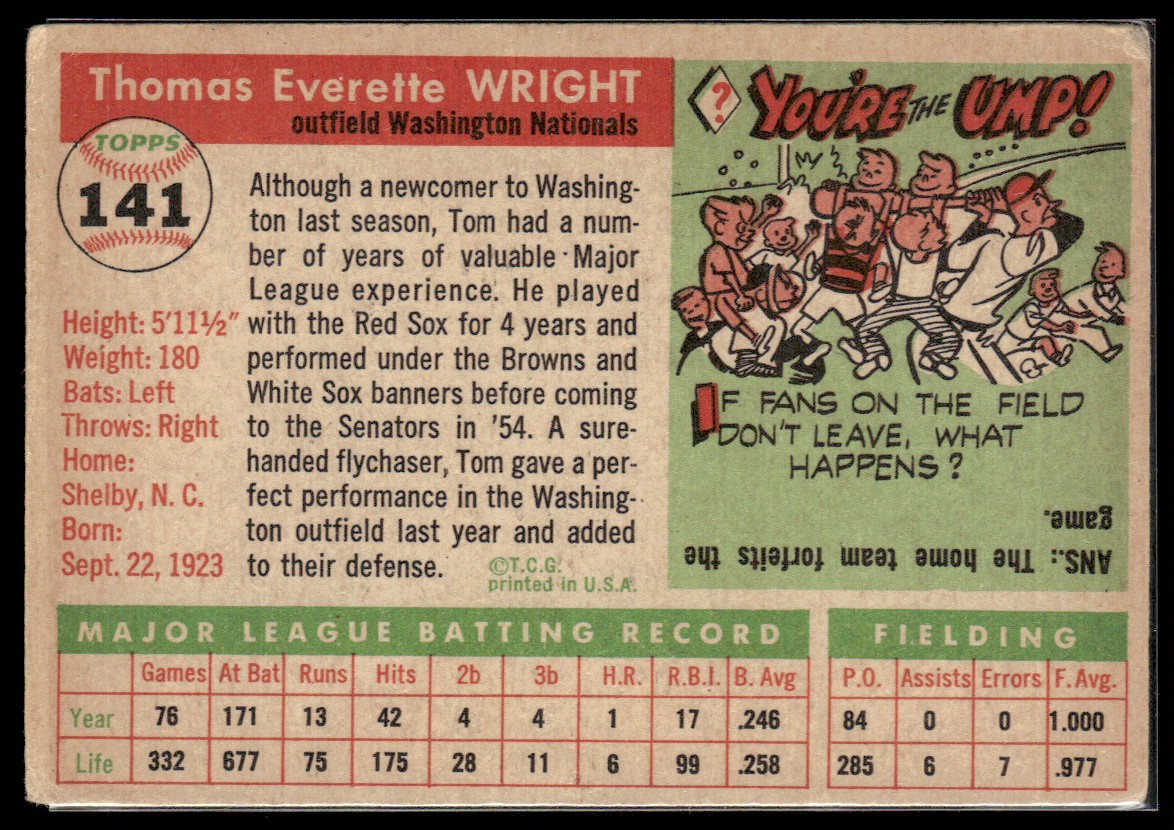 Thomas Everette WRIGHT
outfield Washington Nationals
TOPPS
141
Although a newcomer to Washing-
ton last season, Tom had a num-
ber of years of valuable Major
League experience. He played
with the Red Sox for 4 years and
performed under the Browns and
White Sox banners before coming
to the Senators in '54. A sure-
handed flychaser, Tom gave a per-
fect performance in the Washing-
ton outfield last year and added
to their defense.
Height: 5'11½"
Weight: 180
Bats: Left
Throws: Right
Home:
Shelby, N. C.
Born:
Sept. 22, 1923
©T.C.G.
printed in U.S.A.
?
YOU'RE THE UMP!
IF FANS ON THE FIELD
DON'T LEAVE, WHAT
HAPPENS?
ANS.: The home team forfeits the
game.
MAJOR LEAGUE BATTING RECORD
Games At Bat Runs Hits 2b 3b H.R. R.B.I. B. Avg
Year 76 171 13 42 4 4 1 17 .246
Life 332 677 75 175 28 11 6 99 .258
FIELDING
P.O. Assists Errors F. Avg.
84 0 0 1.000
285 6 7 .977